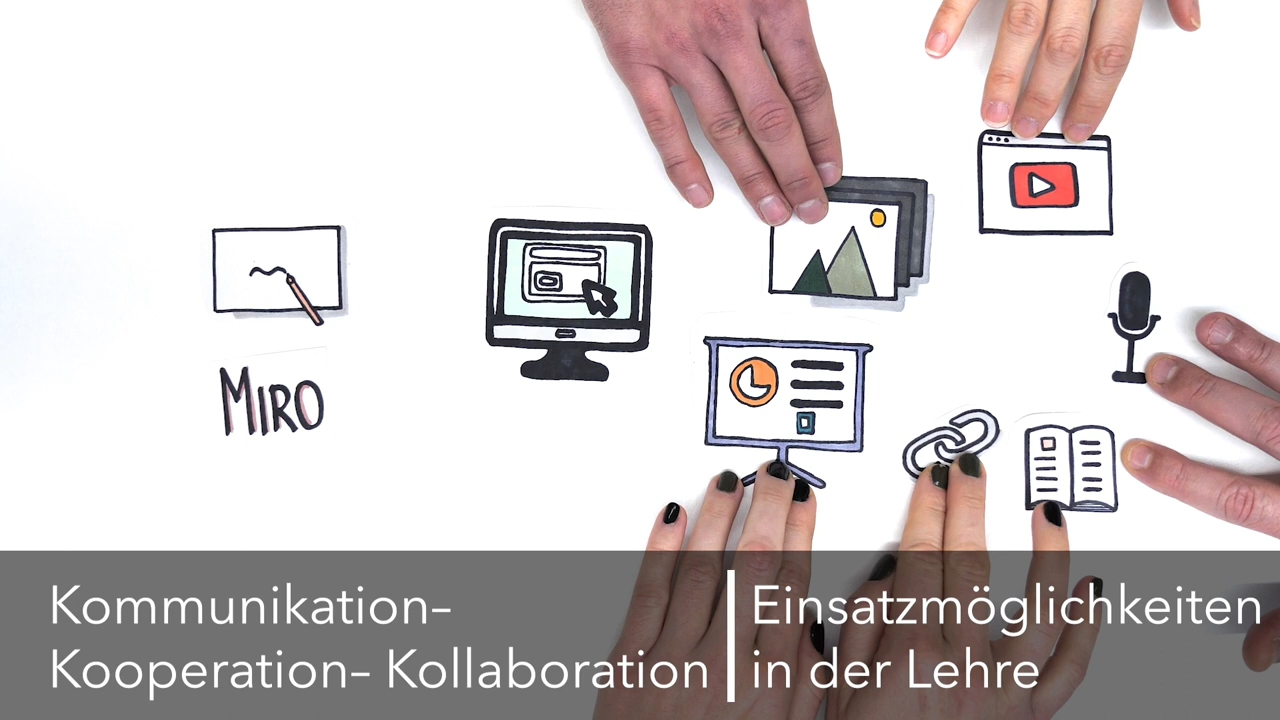 MIRO
Kommunikation–
Kooperation– Kollaboration
Einsatzmöglichkeiten
in der Lehre